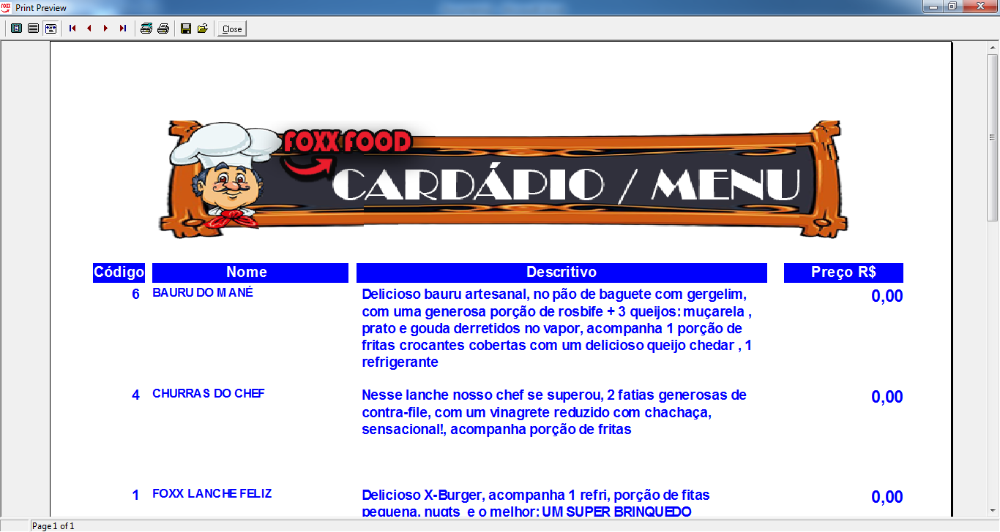 FOXX
Print Preview
Close
FOXX FOOD
CARDÁPIO / MENU
Código Nome Descritivo Preço R$
6 BAURU DO MANÉ Delicioso bauru artesanal, no pão de baguete com gergelim, 0,00
com uma generosa porção de rosbife + 3 queijos: muçarela ,
prato e gouda derretidos no vapor, acompanha 1 porção de
fritas crocantes cobertas com um delicioso queijo chedar , 1
refrigerante
4 CHURRAS DO CHEF Nesse lanche nosso chef se superou, 2 fatias generosas de 0,00
contra-file, com um vinagrete reduzido com chachaça,
sensacional!, acompanha porção de fritas
1 FOXX LANCHE FELIZ Delicioso X-Burger, acompanha 1 refri, porção de fitas 0,00
pequena, nugts e o melhor: UM SUPER BRINQUEDO
Page 1 of 1